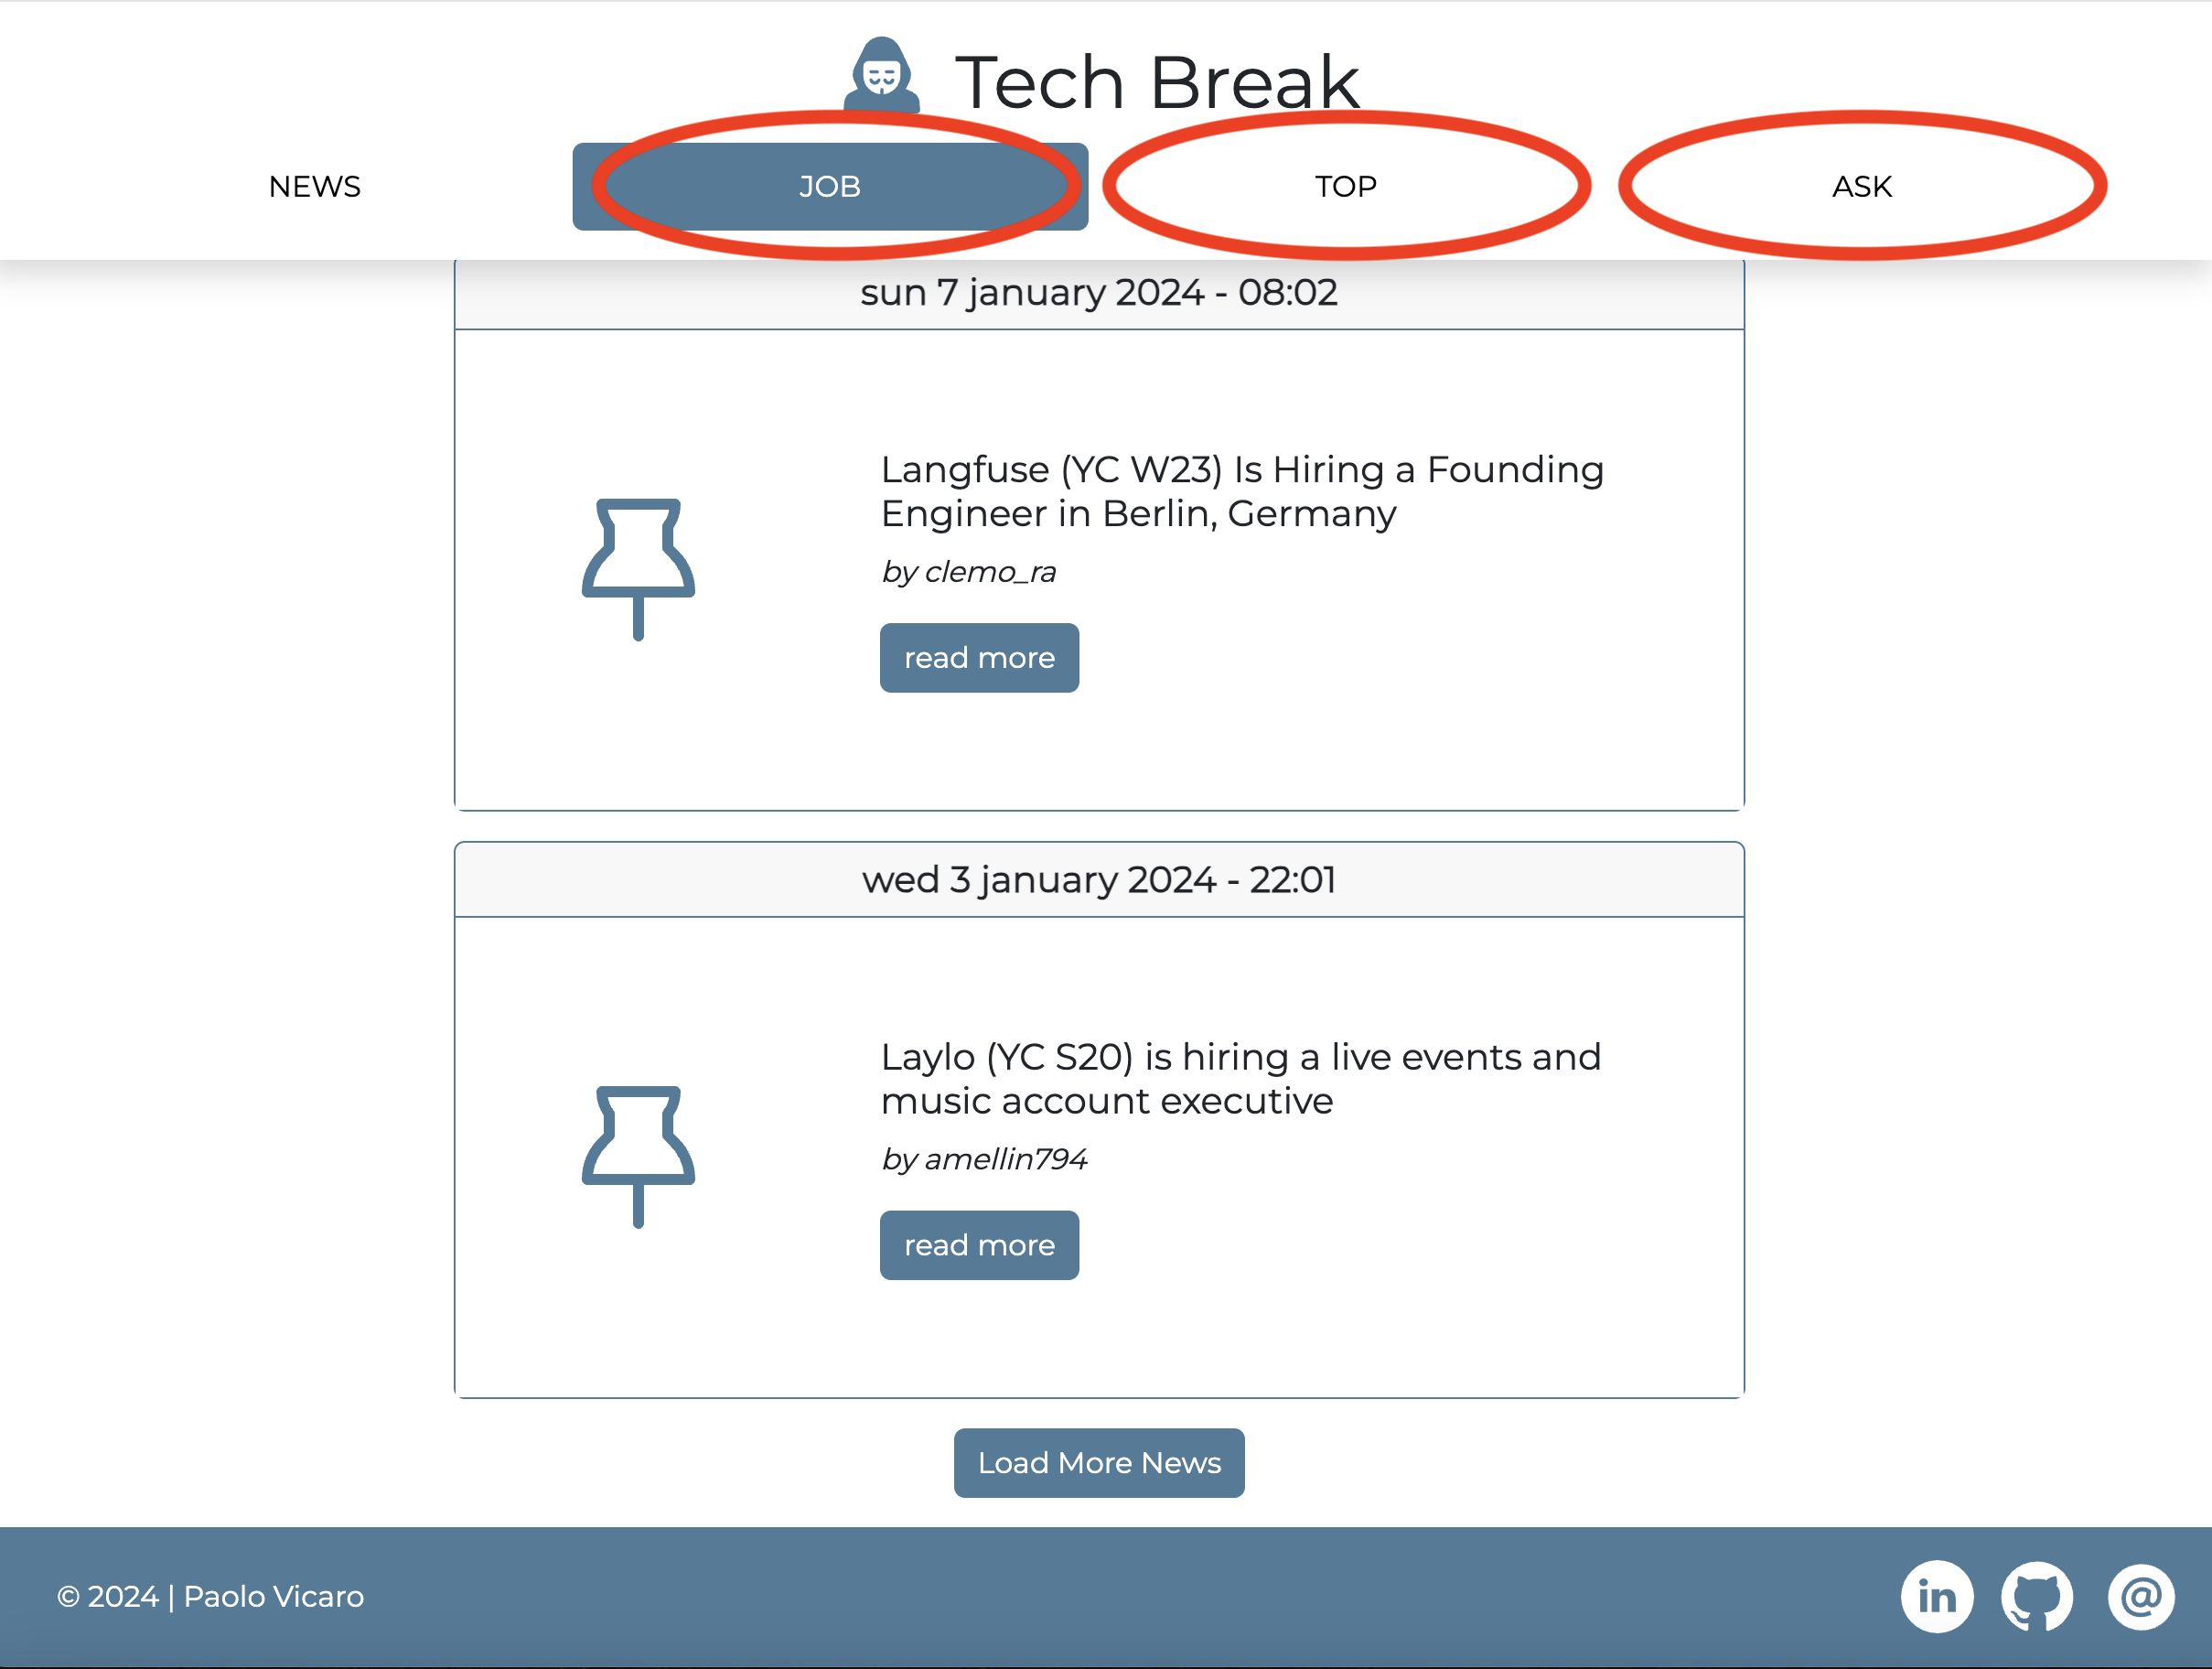 Tech Break
NEWS
JOB
TOP
ASK
sun 7 january 2024 - 08:02
Langfuse (YC W23) Is Hiring a Founding
Engineer in Berlin, Germany
by clemo_ra
read more
wed 3 january 2024 - 22:01
Laylo (YC S20) is hiring a live events and
music account executive
by amellin794
read more
Load More News
© 2024 | Paolo Vicaro
in
@